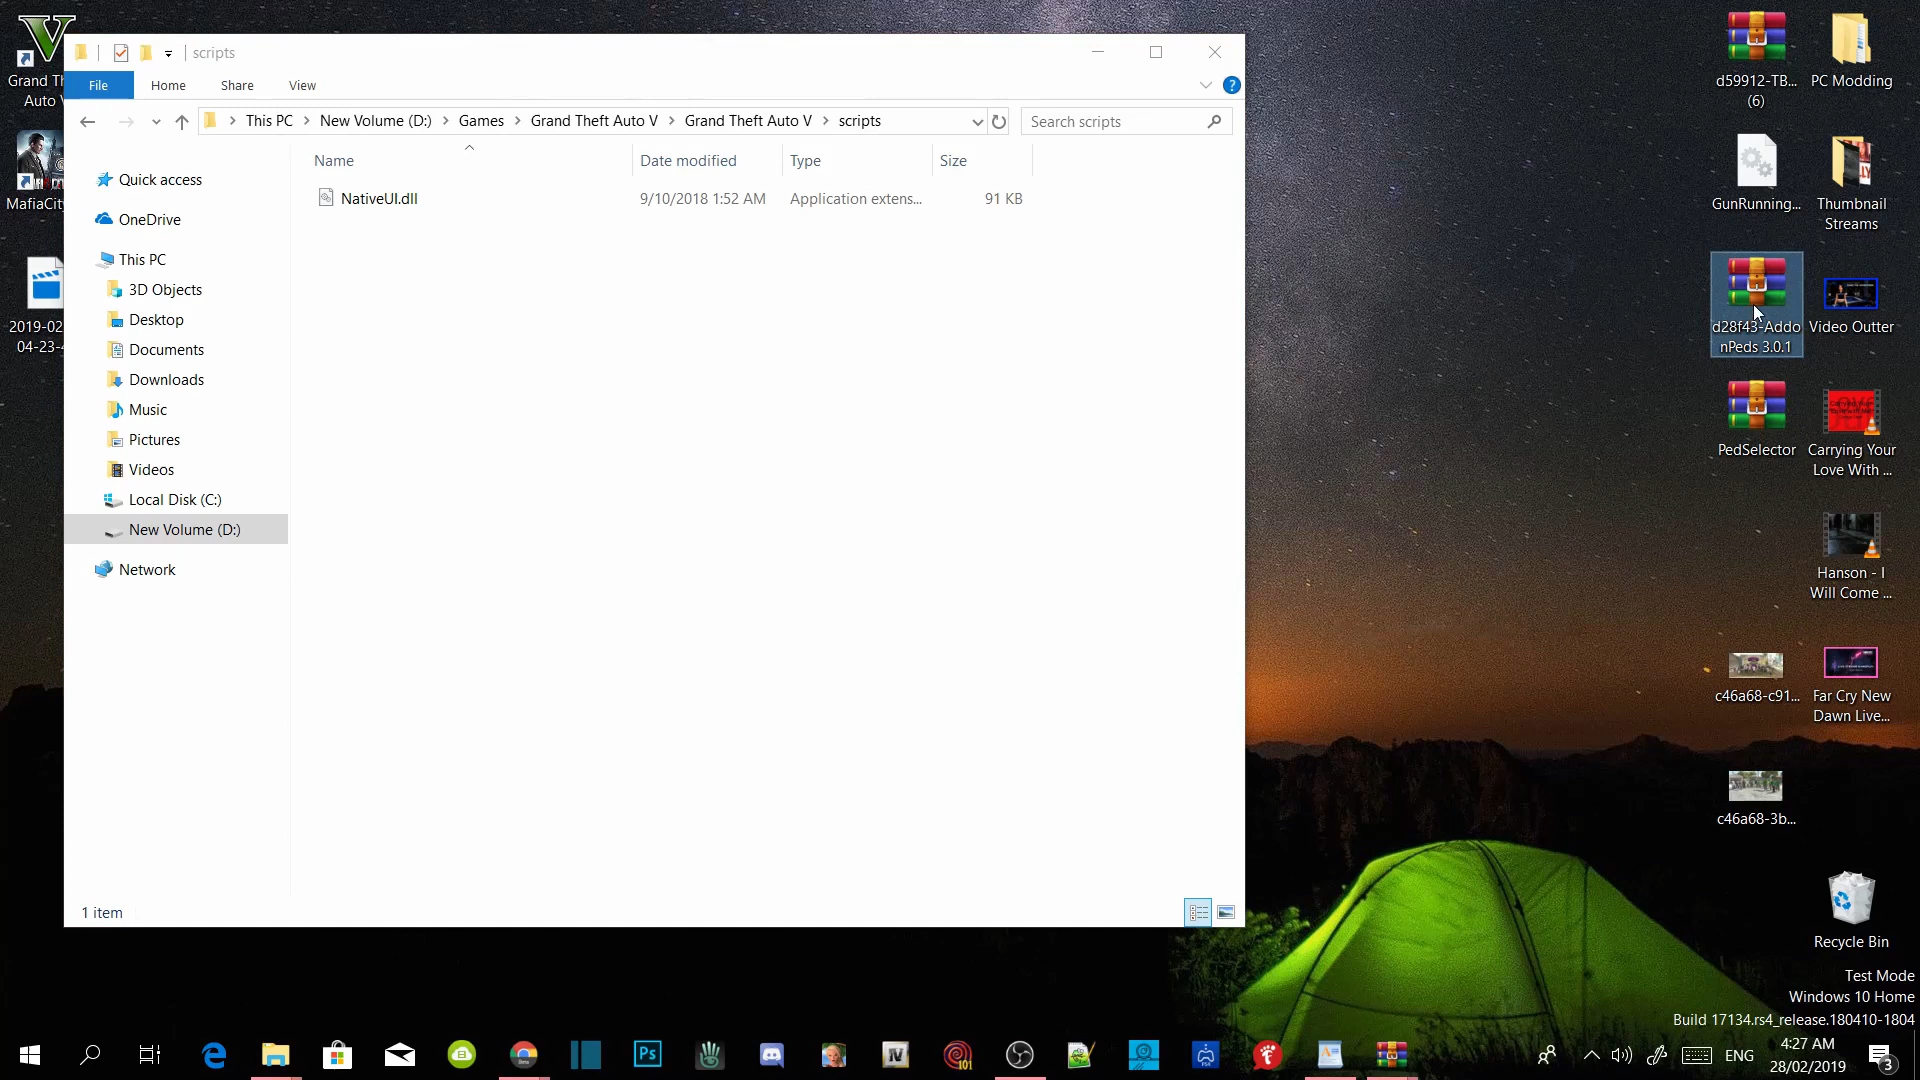 Grand Th
Auto V
MafiaCity
2019-02
04-23-4
scripts
File
Home
Share
View
This PC
New Volume (D:)
Games
Grand Theft Auto V
Grand Theft Auto V
scripts
Search scripts
Name
Date modified
Type
Size
NativeUI.dll
9/10/2018 1:52 AM
Application extens...
91 KB
Quick access
OneDrive
This PC
3D Objects
Desktop
Documents
Downloads
Music
Pictures
Videos
Local Disk (C:)
New Volume (D:)
Network
1 item
d59912-TB...
(6)
PC Modding
GunRunning...
Thumbnail
Streams
d28f43-Addo
nPeds 3.0.1
Video Outter
PedSelector
Carrying Your
Love With ...
Hanson - I
Will Come ...
c46a68-c91...
Far Cry New
Dawn Live...
c46a68-3b...
Recycle Bin
Test Mode
Windows 10 Home
Build 17134.rs4_release.180410-1804
Ps
IV
101
ENG
4:27 AM
28/02/2019
3